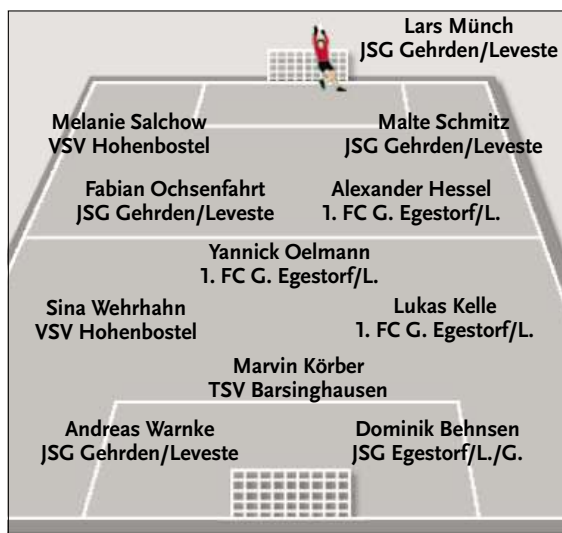 Lars Münch
JSG Gehrden/Leveste
Melanie Salchow
VSV Hohenbostel
Malte Schmitz
JSG Gehrden/Leveste
Fabian Ochsenfahrt
JSG Gehrden/Leveste
Alexander Hessel
1. FC G. Egestorf/L.
Yannick Oelmann
1. FC G. Egestorf/L.
Sina Wehrhahn
VSV Hohenbostel
Lukas Kelle
1. FC G. Egestorf/L.
Marvin Körber
TSV Barsinghausen
Andreas Warnke
JSG Gehrden/Leveste
Dominik Behnsen
JSG Egestorf/L./G.